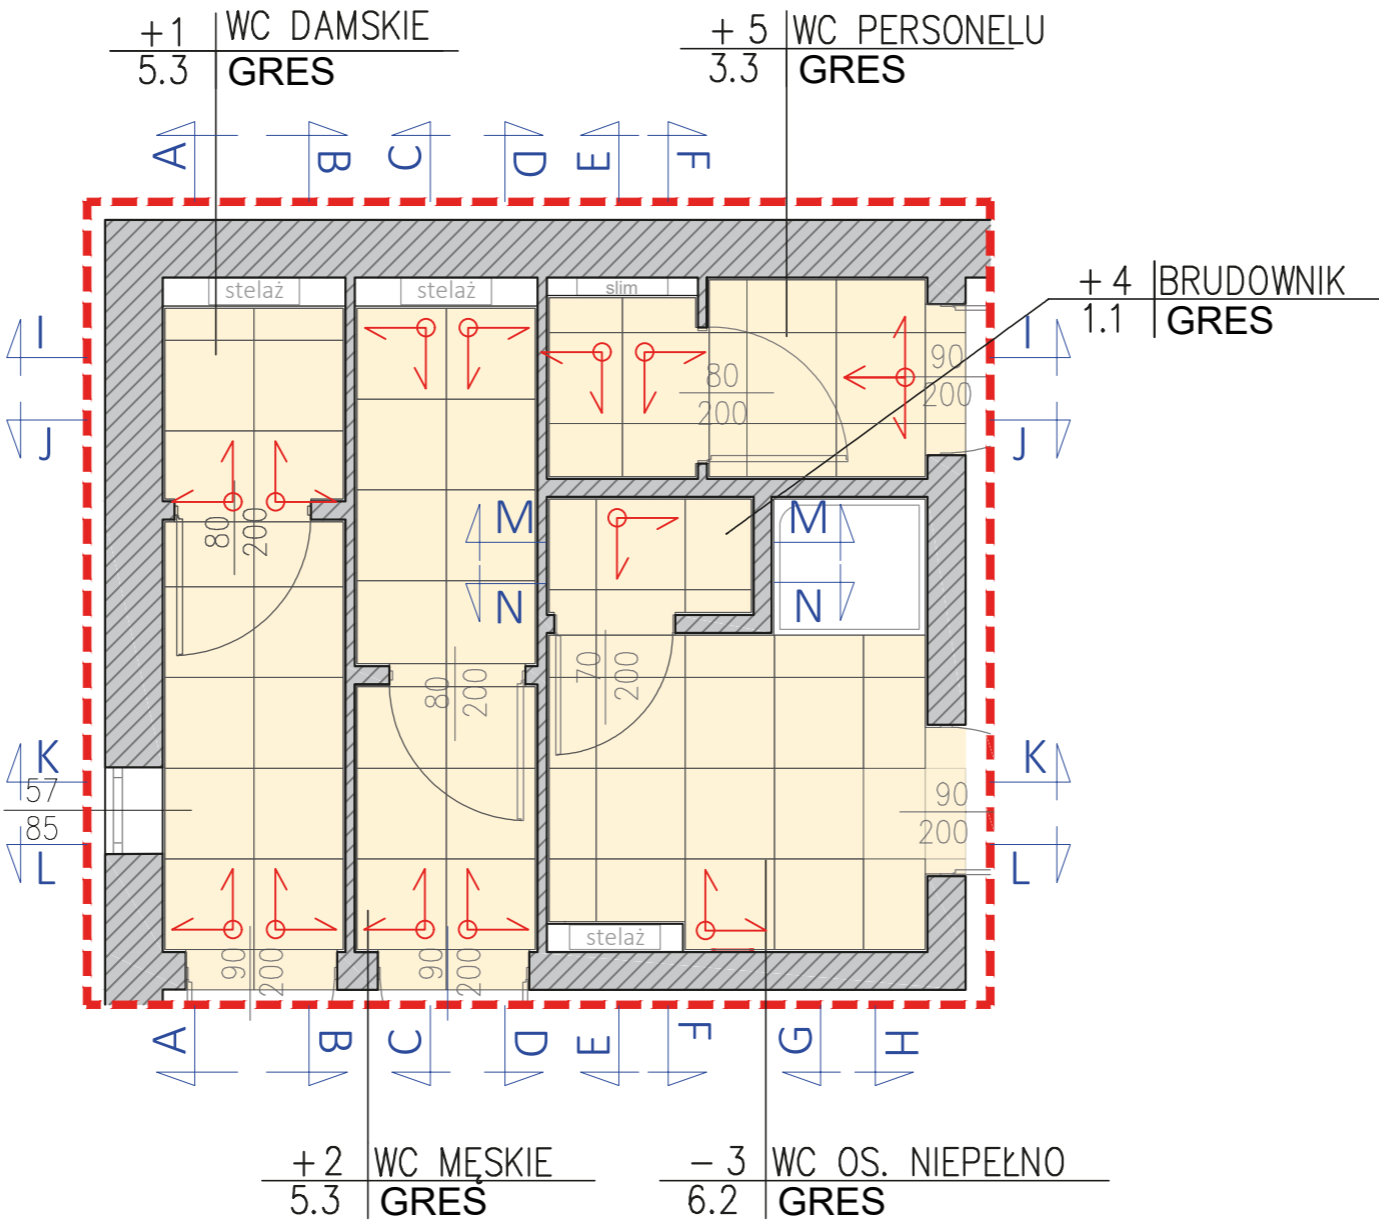 +1 WC DAMSKIE
5.3 GRES
+5 WC PERSONELU
3.3 GRES
A B C D E F
+4 BRUDOWNIK
1.1 GRES
stelaż stelaż slim
I I
80
200
90
200
J J
M M
80
200
N N
70
200
80
200
K K
57
85
90
200
L L
stelaż
90
200
90
200
A B C D E F G H
+2 WC MĘSKIE
5.3 GRES
-3 WC OS. NIEPEŁNO
6.2 GRES